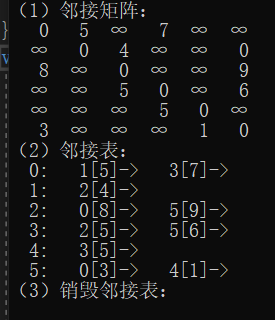 (1) 邻接矩阵:
0 5 ∞ 7 ∞ ∞
∞ 0 4 ∞ ∞ 0
8 ∞ 0 ∞ ∞ 9
∞ ∞ 5 0 ∞ 6
∞ ∞ ∞ 5 0 ∞
3 ∞ ∞ ∞ 1 0
(2) 邻接表:
0: 1[5]-> 3[7]->
1: 2[4]->
2: 0[8]-> 5[9]->
3: 2[5]-> 5[6]->
4: 3[5]->
5: 0[3]-> 4[1]->
(3) 销毁邻接表: